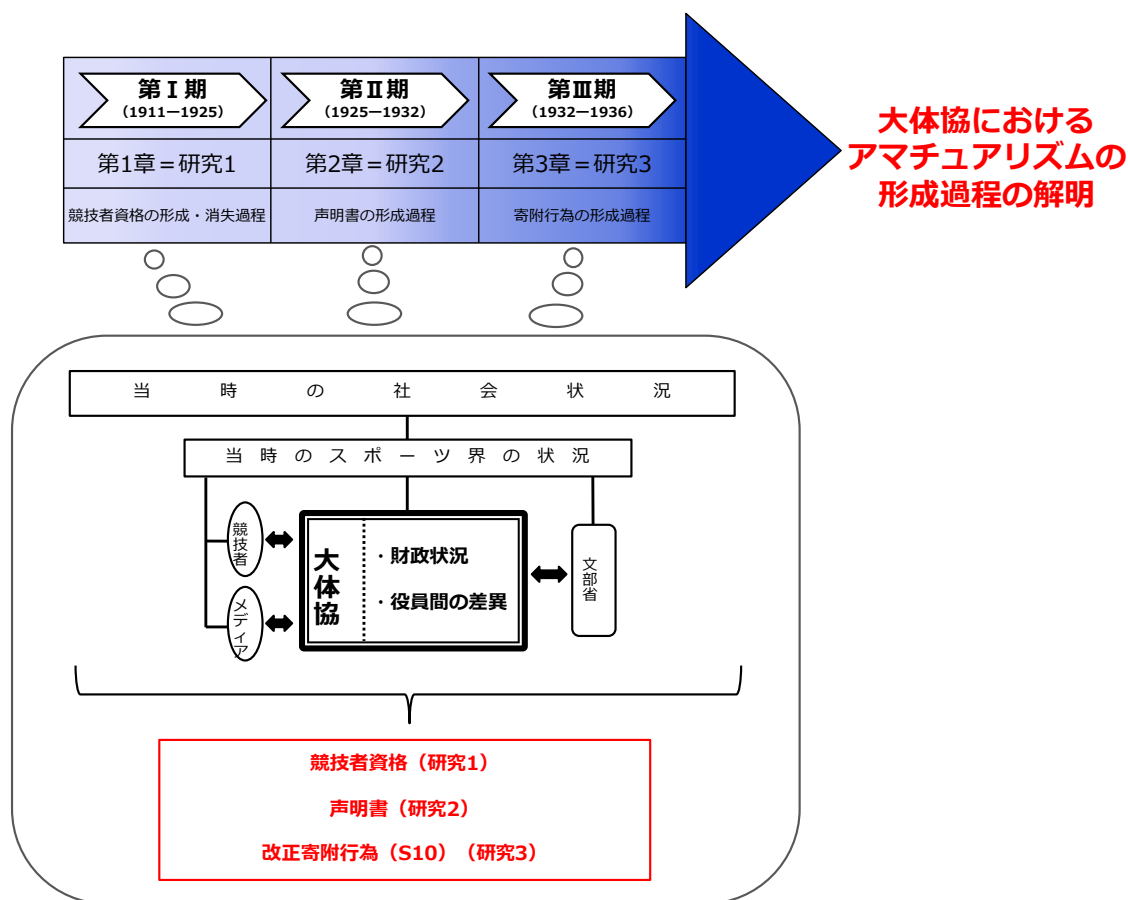 第Ⅰ期
(1911―1925)
第Ⅱ期
(1925―1932)
第Ⅲ期
(1932―1936)
第1章＝研究1
第2章＝研究2
第3章＝研究3
競技者資格の形成・消失過程
声明書の形成過程
寄附行為の形成過程
大体協における
アマチュアリズムの
形成過程の解明
当時の社会状況
当時のスポーツ界の状況
競技者
メディア
大体協
・財政状況
・役員間の差異
文部省
競技者資格（研究1）
声明書（研究2）
改正寄附行為（S10）（研究3）